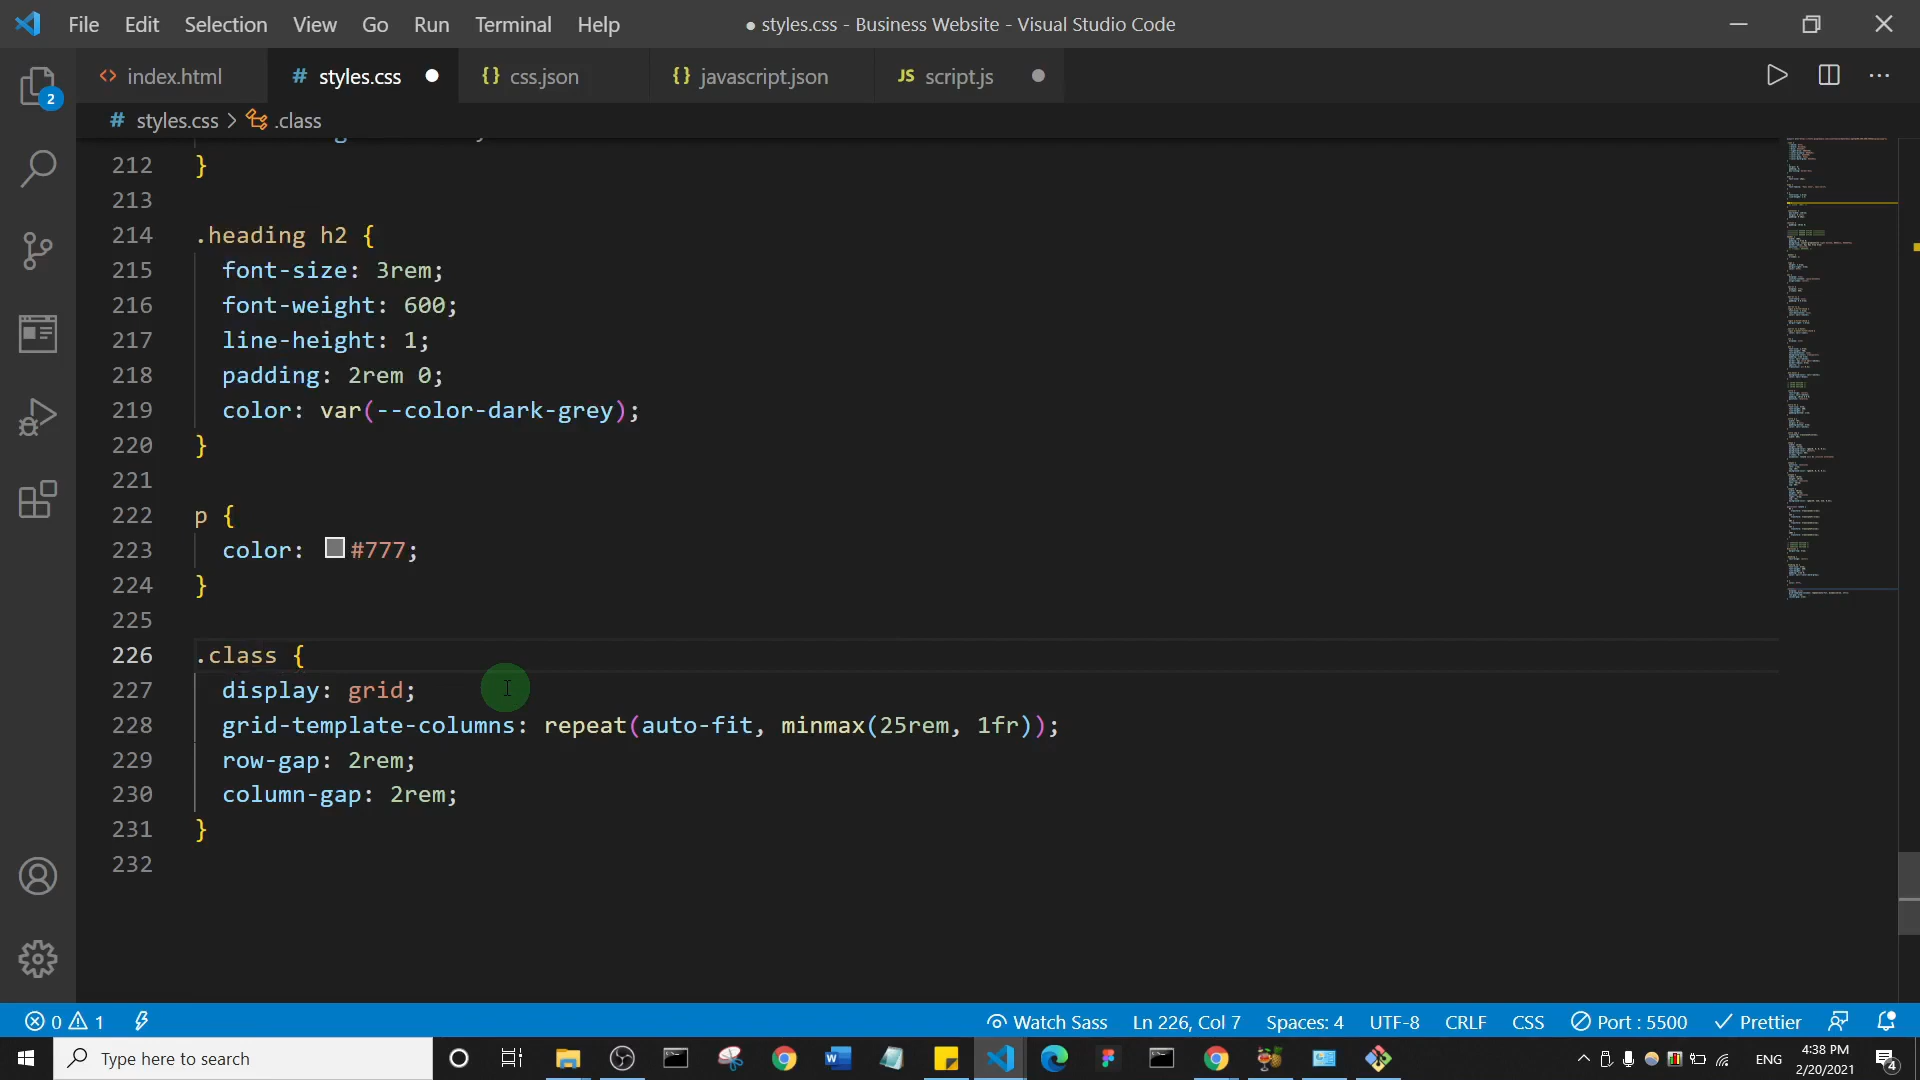 File Edit Selection View Go Run Terminal Help
● styles.css - Business Website - Visual Studio Code
<> index.html
# styles.css ●
{} css.json
{} javascript.json
JS script.js ●
# styles.css > .class
2
212 }
213
214 .heading h2 {
215 font-size: 3rem;
216 font-weight: 600;
217 line-height: 1;
218 padding: 2rem 0;
219 color: var(--color-dark-grey);
220 }
221
222 p {
223 color: #777;
224 }
225
226 .class {
227 display: grid;
228 grid-template-columns: repeat(auto-fit, minmax(25rem, 1fr));
229 row-gap: 2rem;
230 column-gap: 2rem;
231 }
232
0 1 Watch Sass Ln 226, Col 7 Spaces: 4 UTF-8 CRLF CSS Port : 5500 Prettier
Type here to search
ENG
4:38 PM
2/20/2021
4